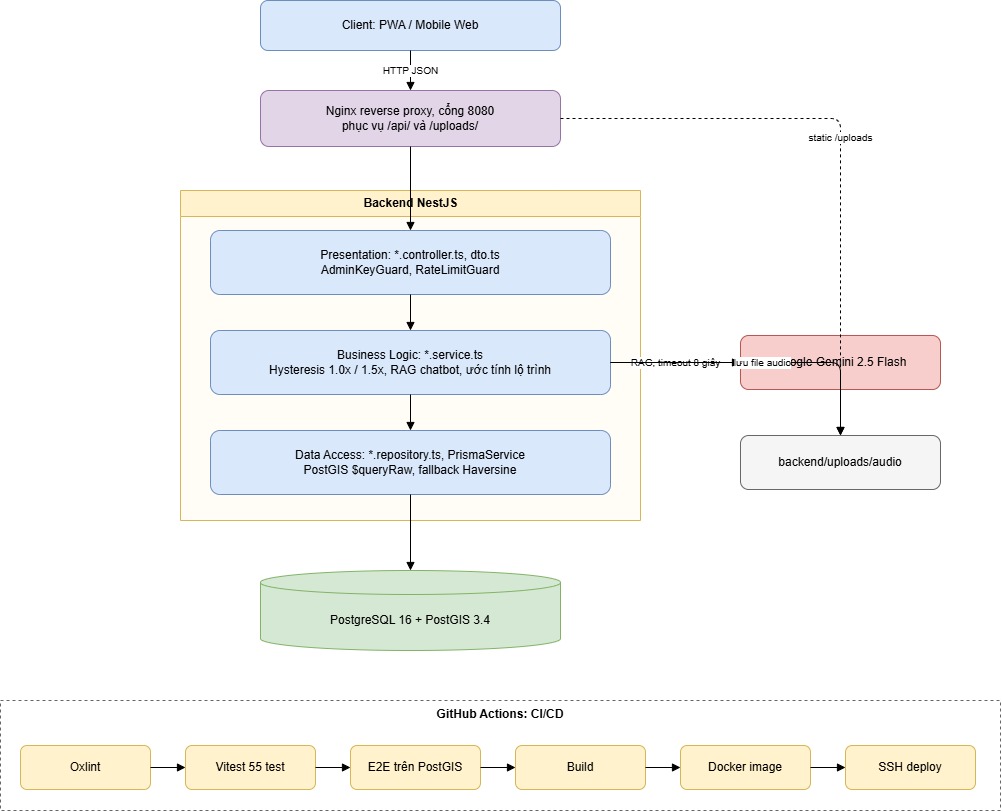 Client: PWA / Mobile Web
HTTP JSON
Nginx reverse proxy, cổng 8080
phục vụ /api/ và /uploads/
static /uploads
Backend NestJS
Presentation: *.controller.ts, dto.ts
AdminKeyGuard, RateLimitGuard
Business Logic: *.service.ts
Hysteresis 1.0x / 1.5x, RAG chatbot, ước tính lộ trình
RAG, timeout 8 giây
lưu file audio
Gemini 2.5 Flash
Data Access: *.repository.ts, PrismaService
PostGIS $queryRaw, fallback Haversine
backend/uploads/audio
PostgreSQL 16 + PostGIS 3.4
GitHub Actions: CI/CD
Oxlint
Vitest 55 test
E2E trên PostGIS
Build
Docker image
SSH deploy